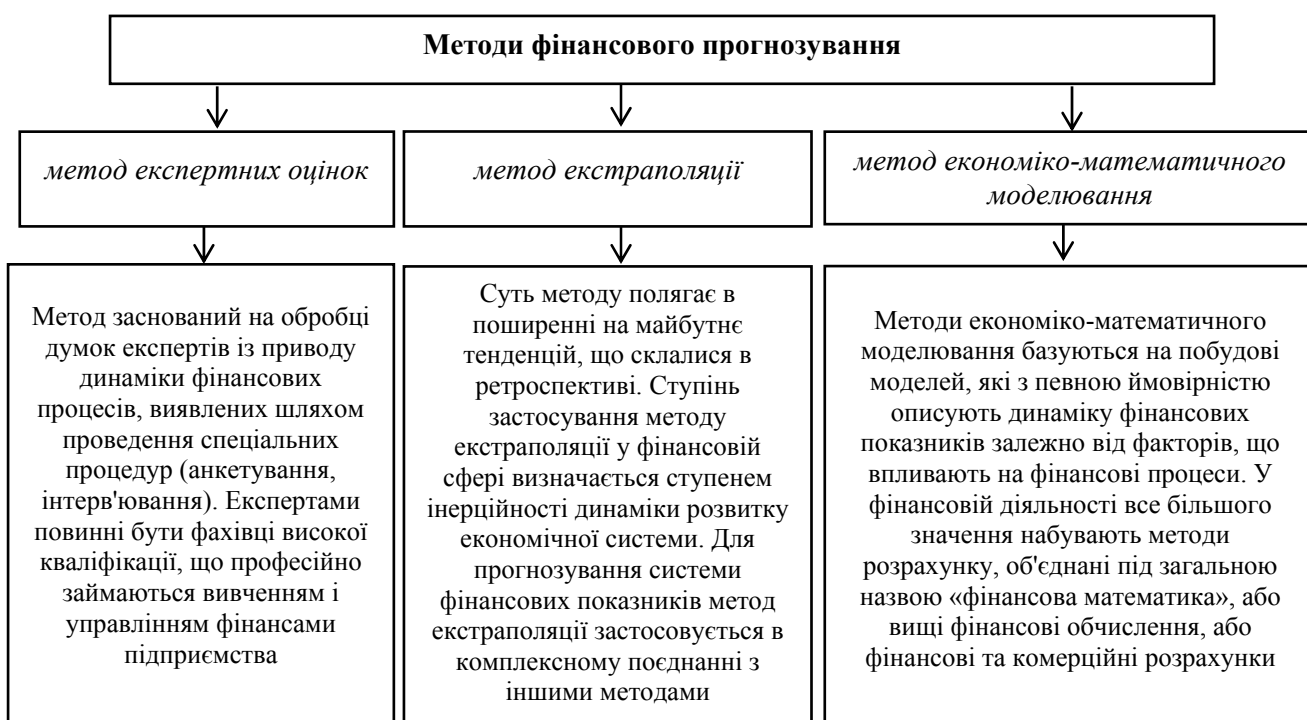 Методи фінансового прогнозування
метод експертних оцінок
метод екстраполяції
метод економіко-математичного
моделювання
Метод заснований на обробці
думок експертів із приводу
динаміки фінансових
процесів, виявлених шляхом
проведення спеціальних
процедур (анкетування,
інтерв'ювання). Експертами
повинні бути фахівці високої
кваліфікації, що професійно
займаються вивченням і
управлінням фінансами
підприємства
Суть методу полягає в
поширенні на майбутнє
тенденцій, що склалися в
ретроспективі. Ступінь
застосування методу
екстраполяції у фінансовій
сфері визначається ступенем
інерційності динаміки розвитку
економічної системи. Для
прогнозування системи
фінансових показників метод
екстраполяції застосовується в
комплексному поєднанні з
іншими методами
Методи економіко-математичного
моделювання базуються на побудові
моделей, які з певною ймовірністю
описують динаміку фінансових
показників залежно від факторів, що
впливають на фінансові процеси. У
фінансовій діяльності все більшого
значення набувають методи
розрахунку, об'єднані під загальною
назвою «фінансова математика», або
вищі фінансові обчислення, або
фінансові та комерційні розрахунки